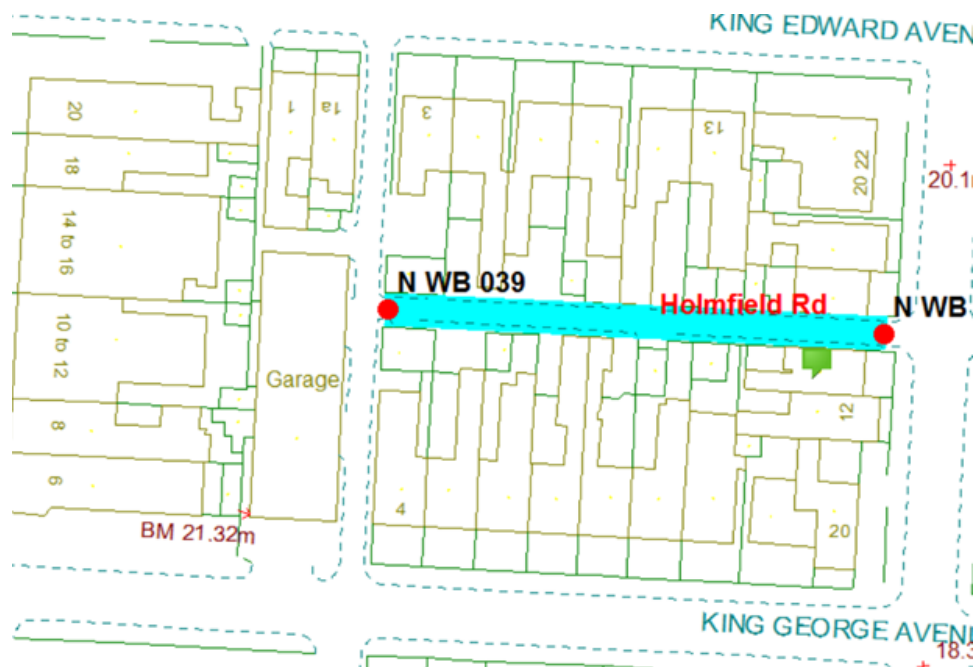 KING EDWARD AVEN
20
1
1a
3
13
18
20 22
20.1
14 to 16
N WB 039
Holmfield Rd
N WB
10 to 12
Garage
12
8
6
4
20
BM 21.32m
KING GEORGE AVEN
18.3